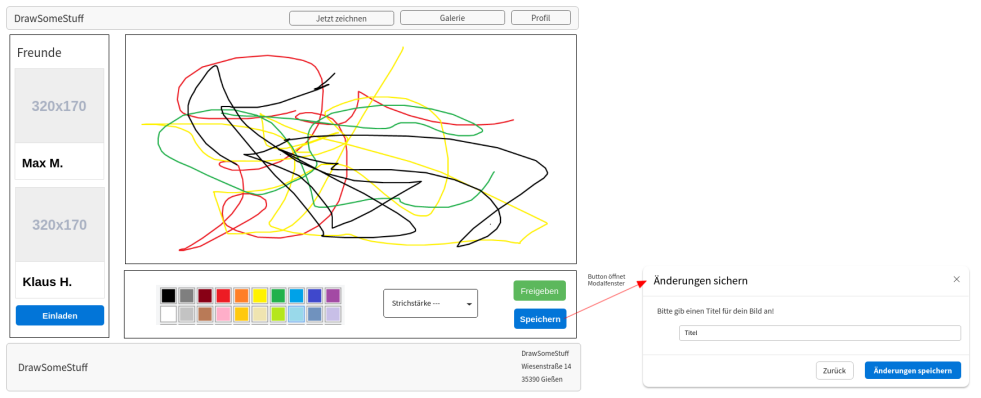 DrawSomeStuff
Jetzt zeichnen
Galerie
Profil
Freunde
320x170
Max M.
320x170
Klaus H.
Einladen
Strichstärke ---
Freigeben
Speichern
Button öffnet
Modalfenster
Änderungen sichern
Bitte gib einen Titel für dein Bild an!
Titel
Zurück
Änderungen speichern
DrawSomeStuff
DrawSomeStuff
Wiesenstraße 14
35390 Gießen